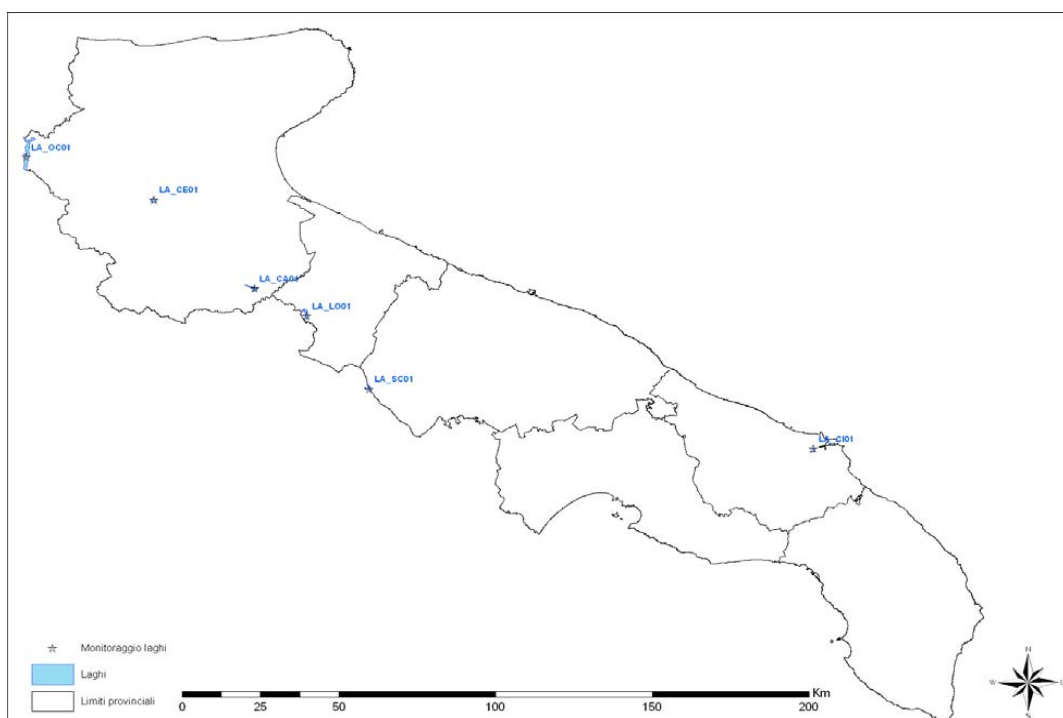 LA_OC01
LA_CE01
LA_CA01
LA_LO01
LA_SC01
LA_CI01
Monitoraggio laghi
Laghi
Limiti provinciali
0 25 50 100 150 200 Km
N
W E
S